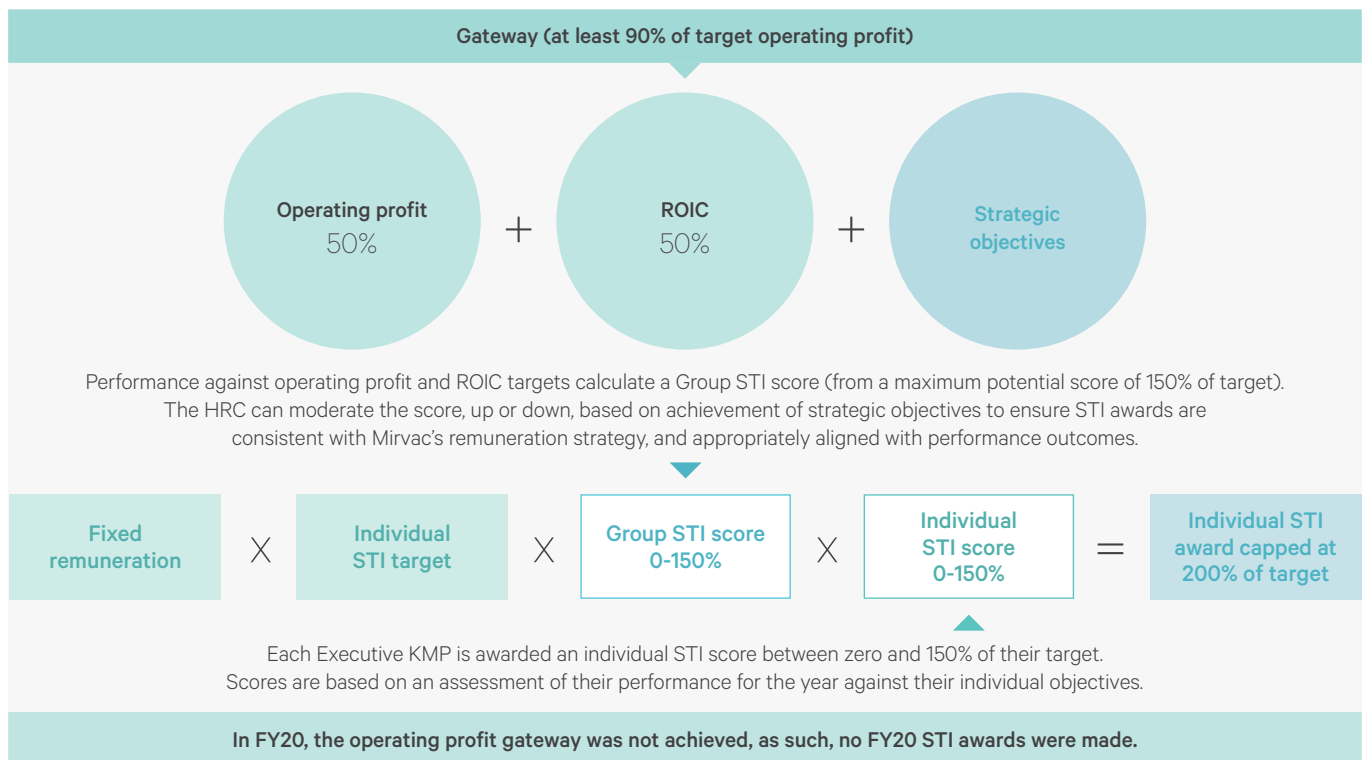 Gateway (at least 90% of target operating profit)
Operating profit
50%
+
ROIC
50%
+
Strategic
objectives
Performance against operating profit and ROIC targets calculate a Group STI score (from a maximum potential score of 150% of target).
The HRC can moderate the score, up or down, based on achievement of strategic objectives to ensure STI awards are
consistent with Mirvac’s remuneration strategy, and appropriately aligned with performance outcomes.
Fixed
remuneration
X
Individual
STI target
X
Group STI score
0-150%
X
Individual
STI score
0-150%
=
Individual STI
award capped at
200% of target
Each Executive KMP is awarded an individual STI score between zero and 150% of their target.
Scores are based on an assessment of their performance for the year against their individual objectives.
In FY20, the operating profit gateway was not achieved, as such, no FY20 STI awards were made.